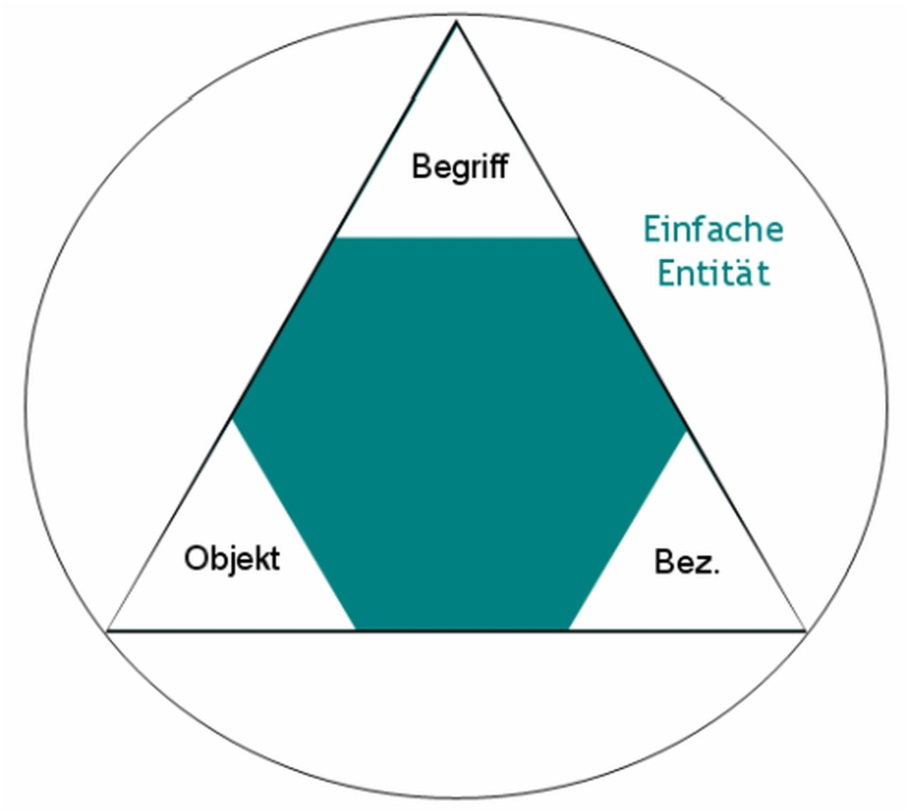 Begriff
Einfache
Entität
Objekt
Bez.